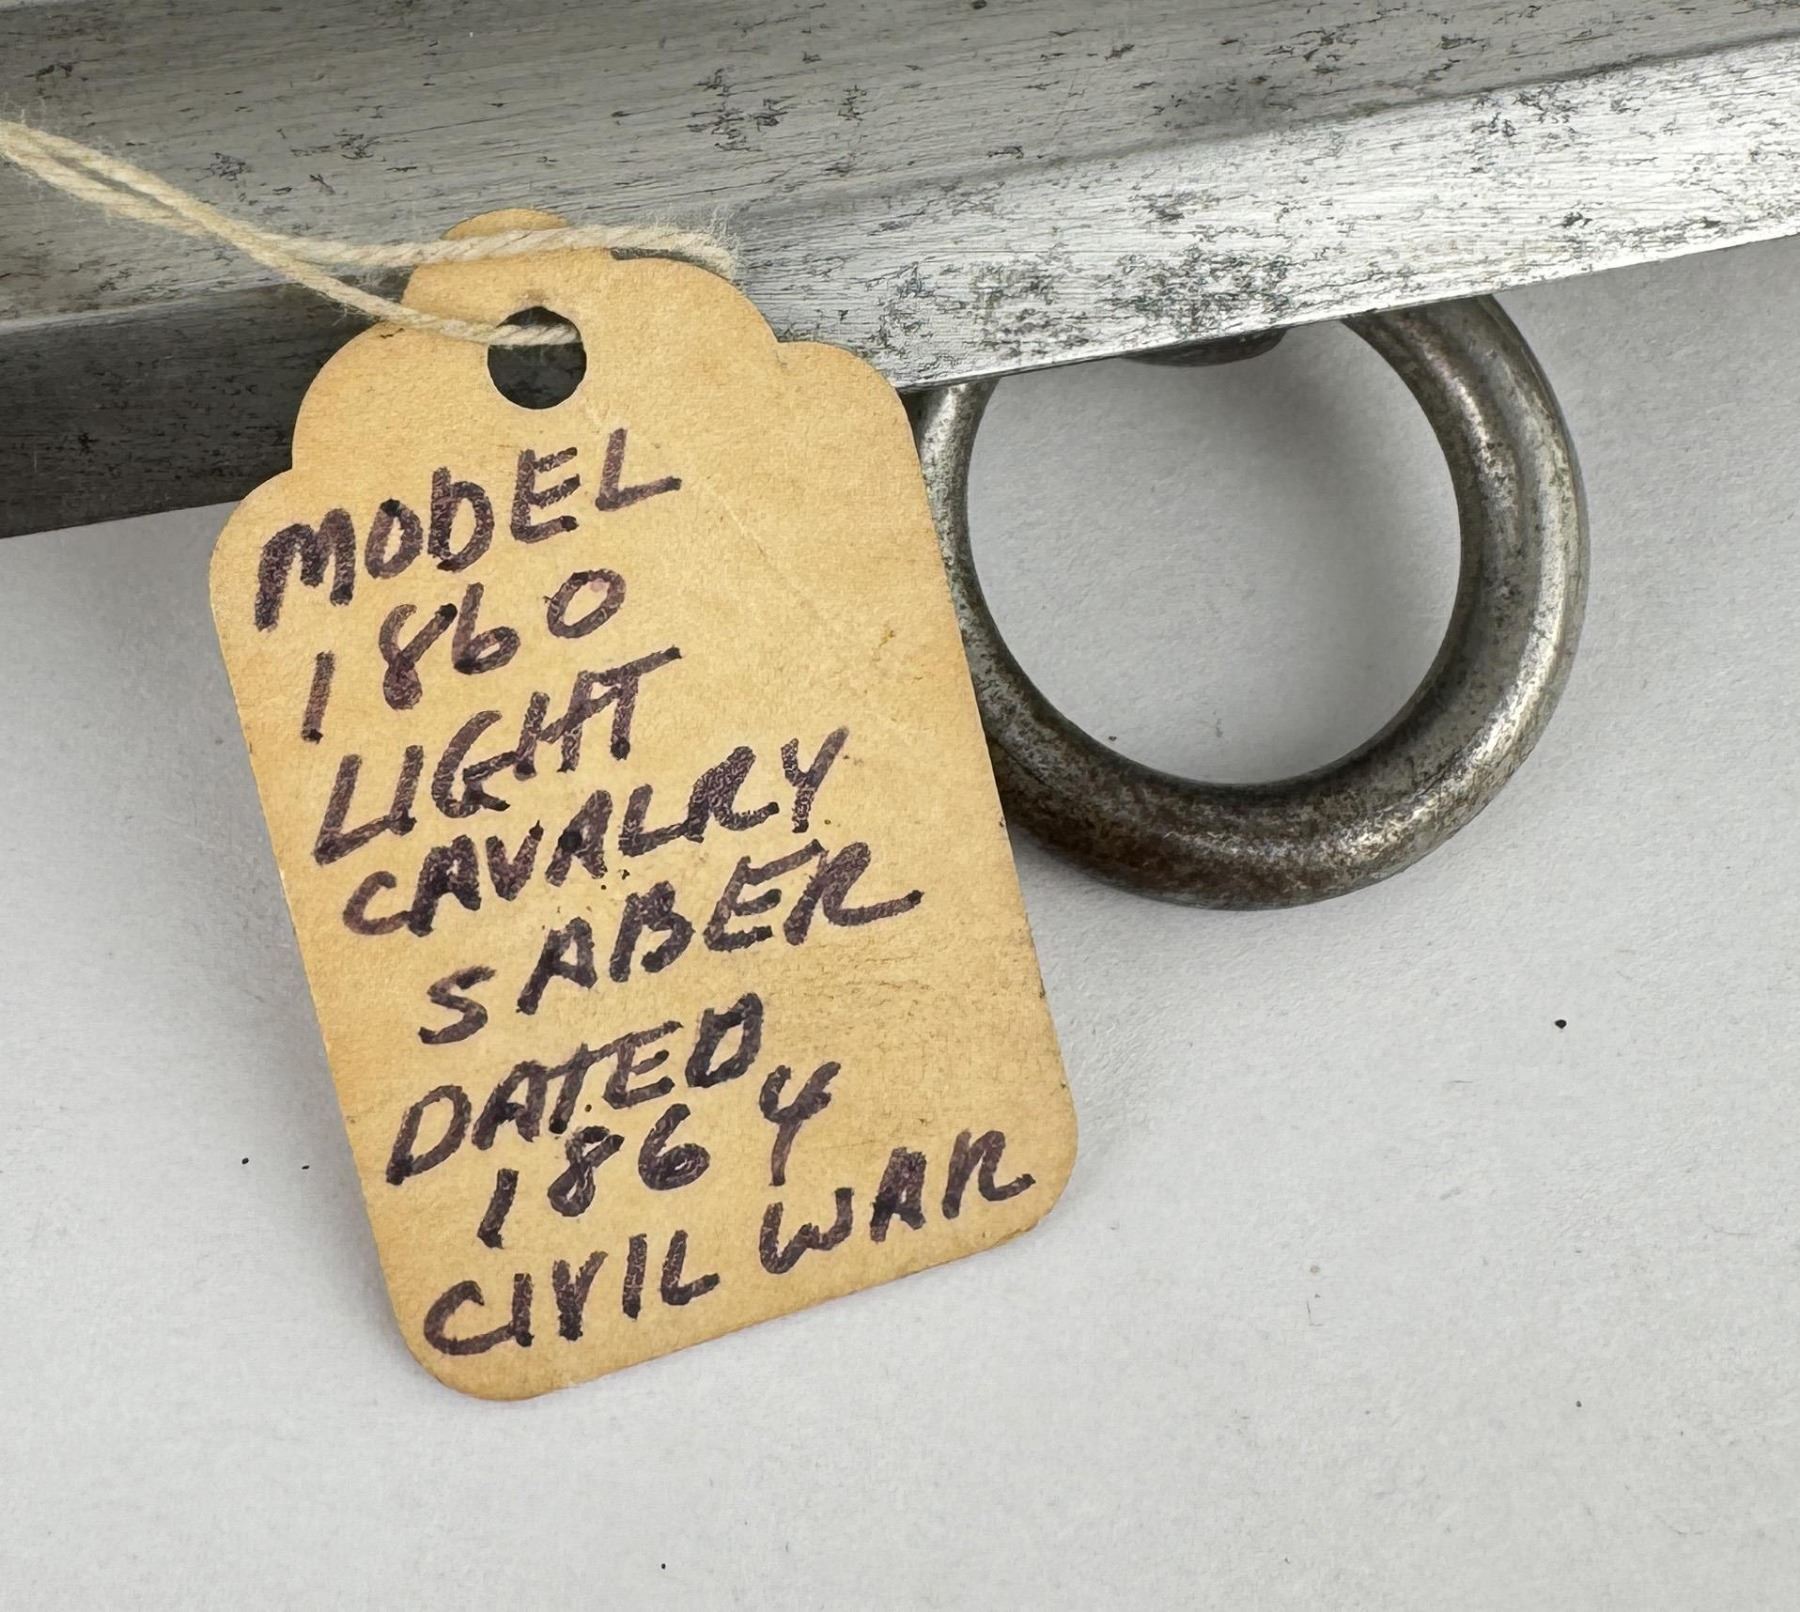 MODEL
1860
LIGHT
CAVALRY
SABER
DATED
1864
CIVIL WAR